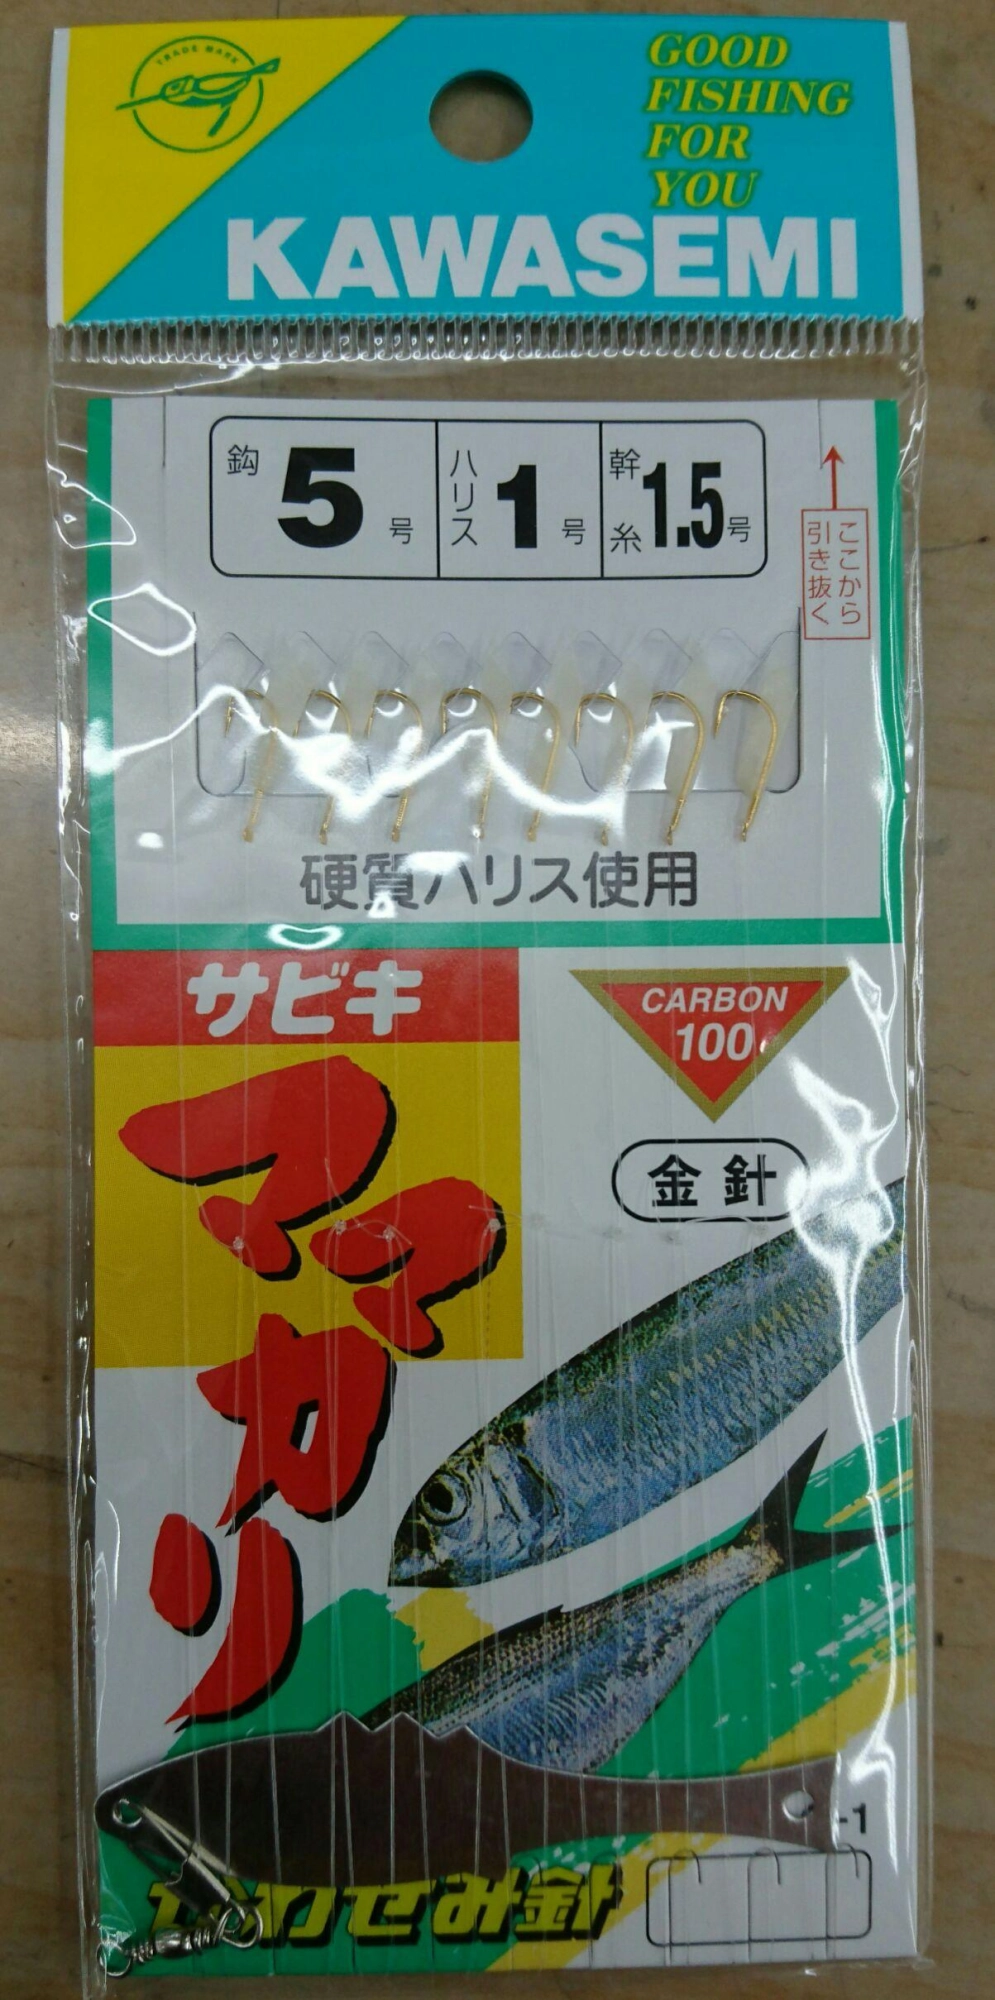 TRADE MARK
GOOD
FISHING
FOR
YOU
KAWASEMI
鈎 5 号
ハリス 1 号
幹糸 1.5 号
ここから
引き抜く
硬質ハリス使用
サビキ
CARBON
100
金針
ママカリ
-1
かわせみ針